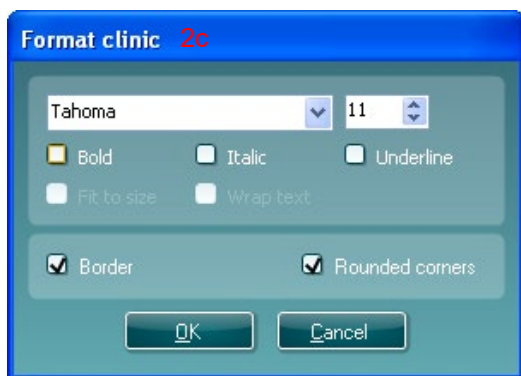 Format clinic 2c
Tahoma 11
Bold Italic Underline
Fit to size Wrap text
Border Rounded corners
OK Cancel